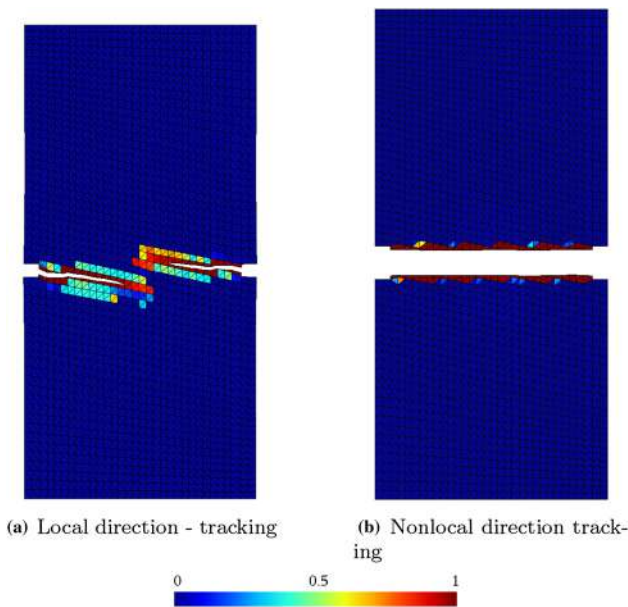 (a) Local direction - tracking
(b) Nonlocal direction track-
ing
0 0.5 1